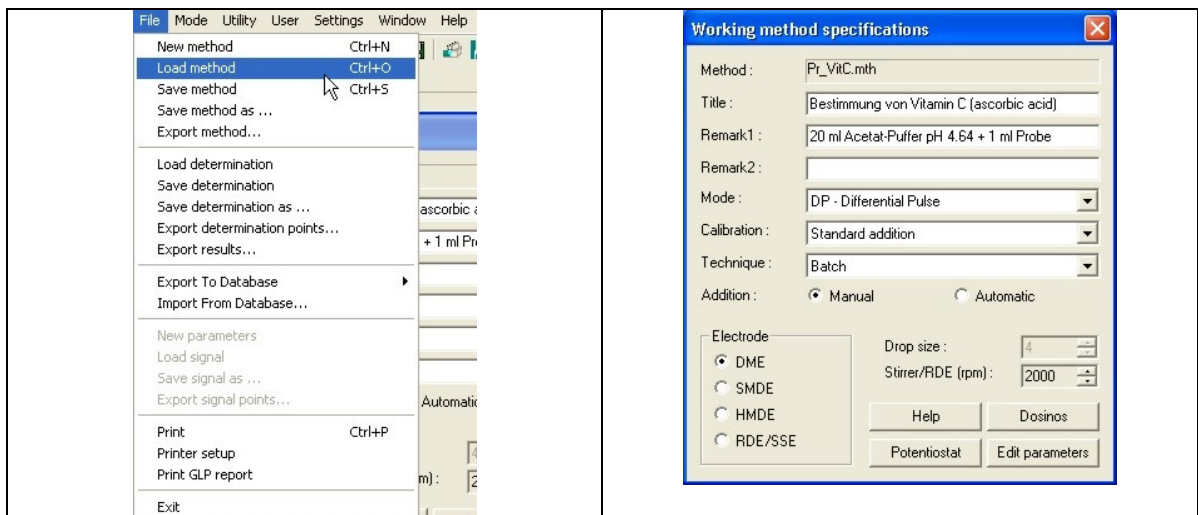 File Mode Utility User Settings Window Help
New method Ctrl+N
Load method Ctrl+O
Save method Ctrl+S
Save method as ...
Export method...
Load determination
Save determination
Save determination as ...
Export determination points...
Export results...
Export To Database
Import From Database...
New parameters
Load signal
Save signal as ...
Export signal points...
Print Ctrl+P
Printer setup
Print GLP report
Exit
ascorbic
+ 1 ml
m) :
Working method specifications
Method : Pr_VitC.mth
Title : Bestimmung von Vitamin C (ascorbic acid)
Remark1 : 20 ml Acetat-Puffer pH 4.64 + 1 ml Probe
Remark2 :
Mode : DP - Differential Pulse
Calibration : Standard addition
Technique : Batch
Addition : Manual Automatic
Electrode
DME
SMDE
HMDE
RDE/SSE
Drop size : 4
Stirrer/RDE (rpm) : 2000
Help Dosinos
Potentiostat Edit parameters